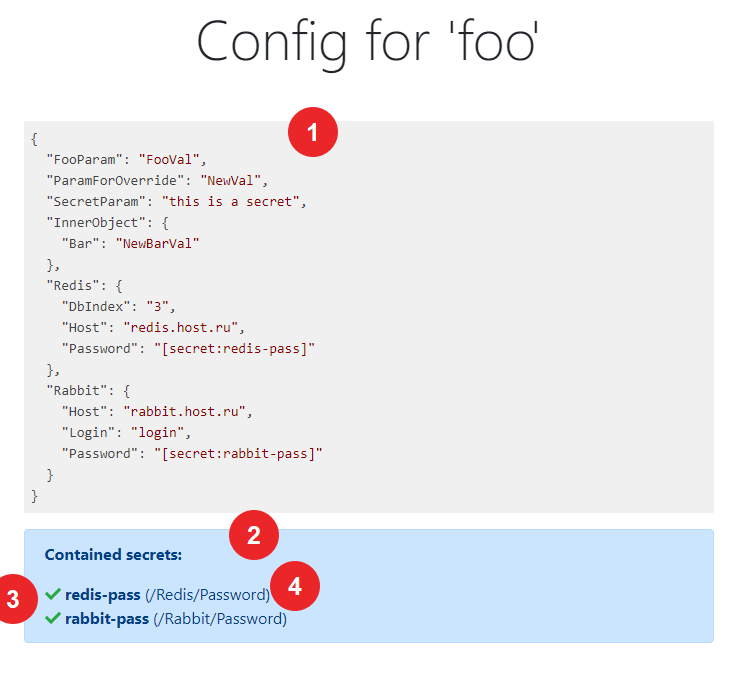 Config for 'foo'
1
{
  "FooParam": "FooVal",
  "ParamForOverride": "NewVal",
  "SecretParam": "this is a secret",
  "InnerObject": {
    "Bar": "NewBarVal"
  },
  "Redis": {
    "DbIndex": "3",
    "Host": "redis.host.ru",
    "Password": "[secret:redis-pass]"
  },
  "Rabbit": {
    "Host": "rabbit.host.ru",
    "Login": "login",
    "Password": "[secret:rabbit-pass]"
  }
}
2
Contained secrets:
3
redis-pass (/Redis/Password)
4
rabbit-pass (/Rabbit/Password)